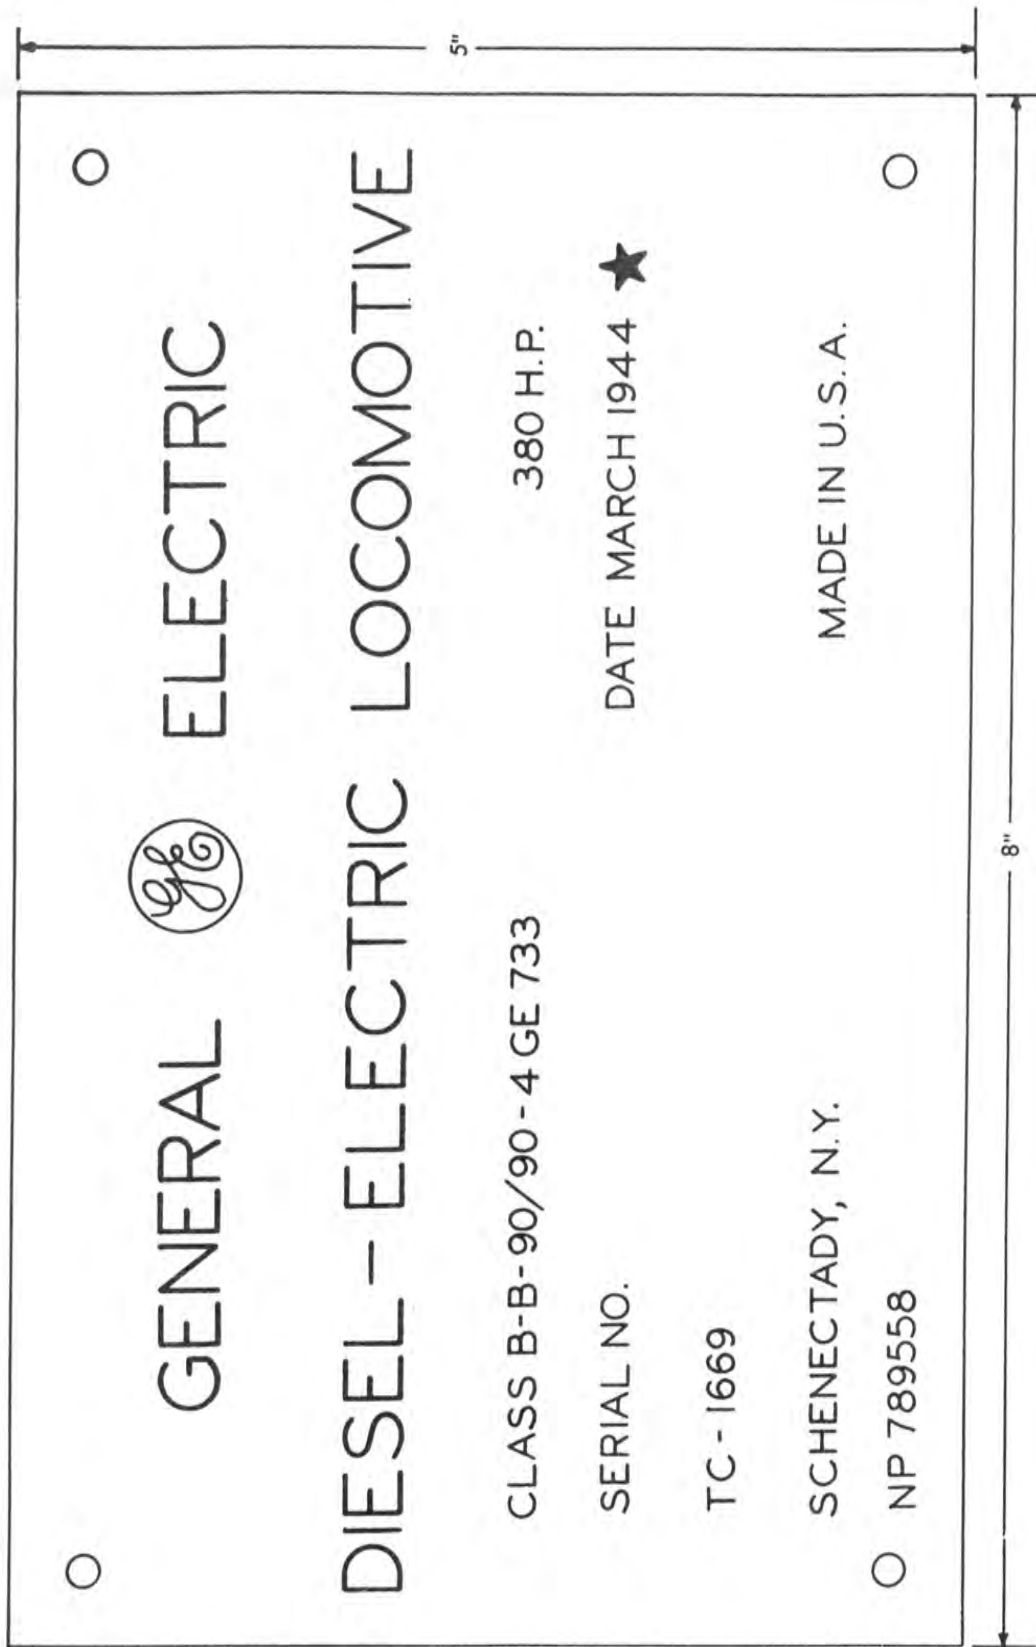 5"
GENERAL GE ELECTRIC
DIESEL-ELECTRIC LOCOMOTIVE
CLASS B-B-90/90-4 GE 733 380 H.P.
SERIAL NO. DATE MARCH 1944 ★
TC-1669
SCHENECTADY, N.Y. MADE IN U.S.A.
NP 789558
8"